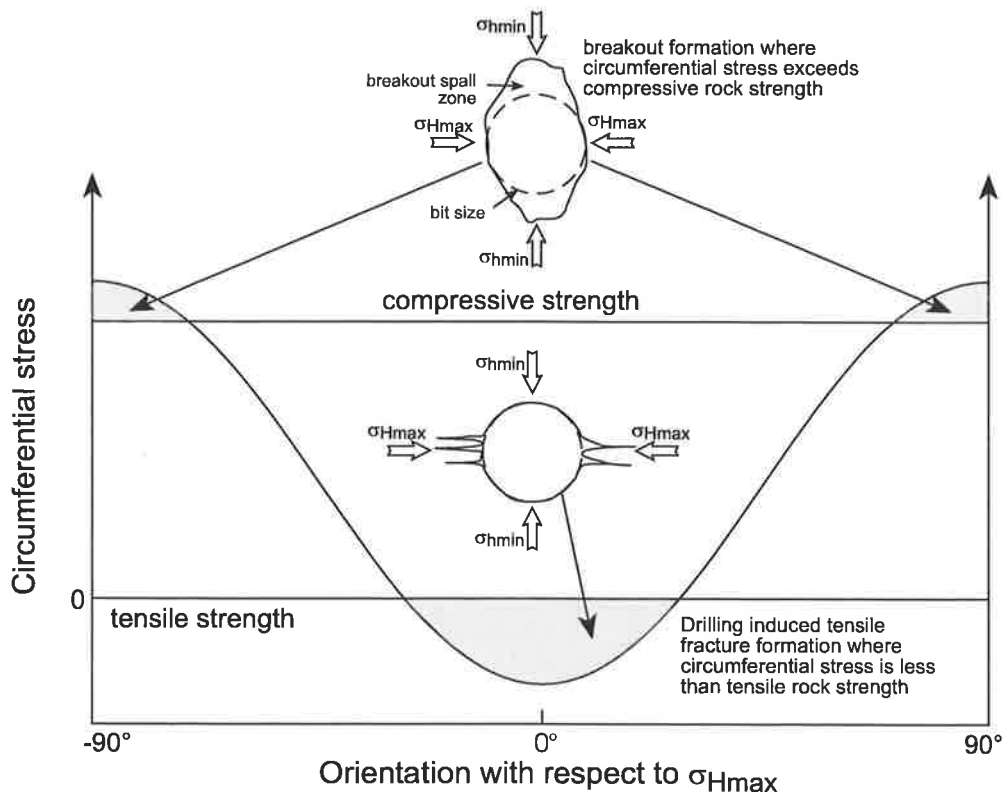 σhmin
breakout formation where
circumferential stress exceeds
compressive rock strength
breakout spall
zone
σHmax
σHmax
bit size
σhmin
compressive strength
σhmin
σHmax
σHmax
σhmin
Circumferential stress
0
tensile strength
Drilling induced tensile
fracture formation where
circumferential stress is less
than tensile rock strength
-90°
0°
90°
Orientation with respect to σHmax